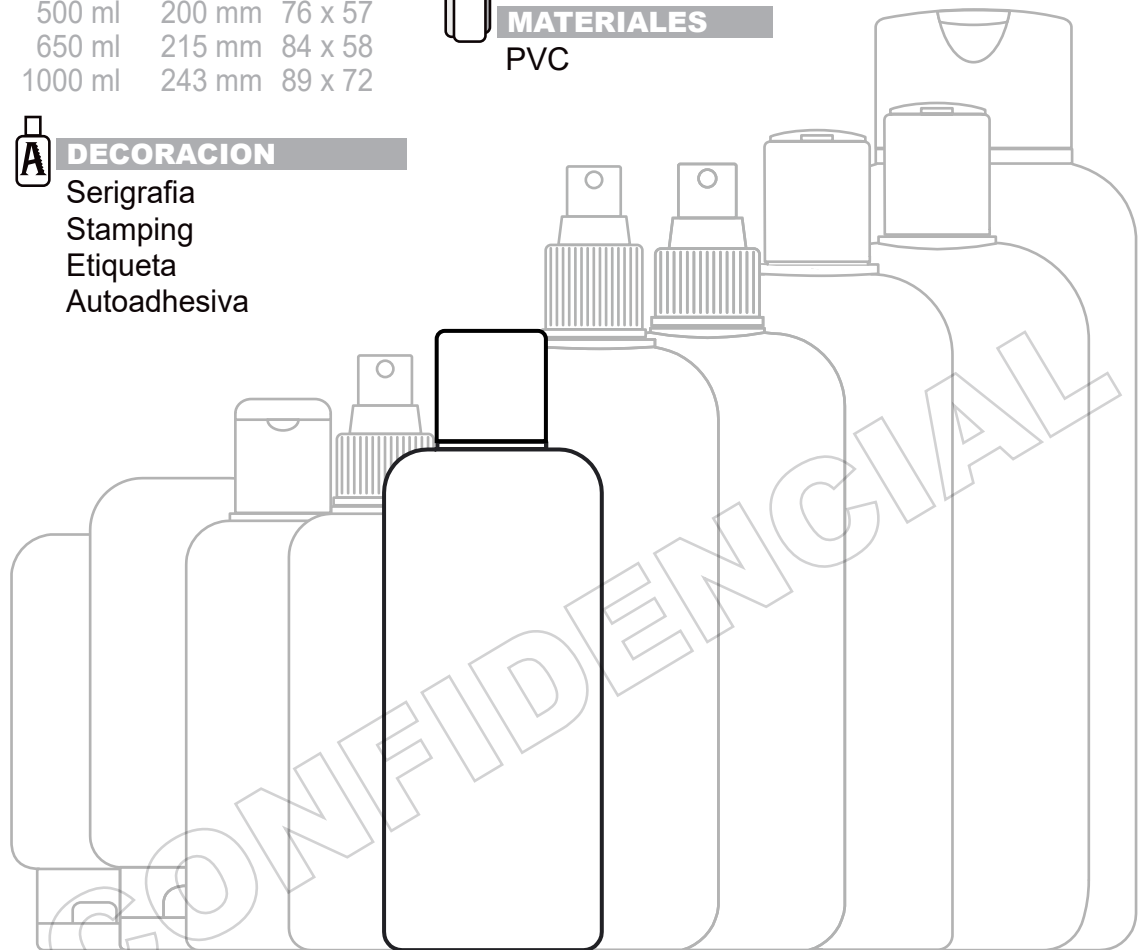 500 ml 200 mm 76 x 57
650 ml 215 mm 84 x 58
1000 ml 243 mm 89 x 72
MATERIALES
PVC
A DECORACION
Serigrafia
Stamping
Etiqueta
Autoadhesiva
CONFIDENCIAL